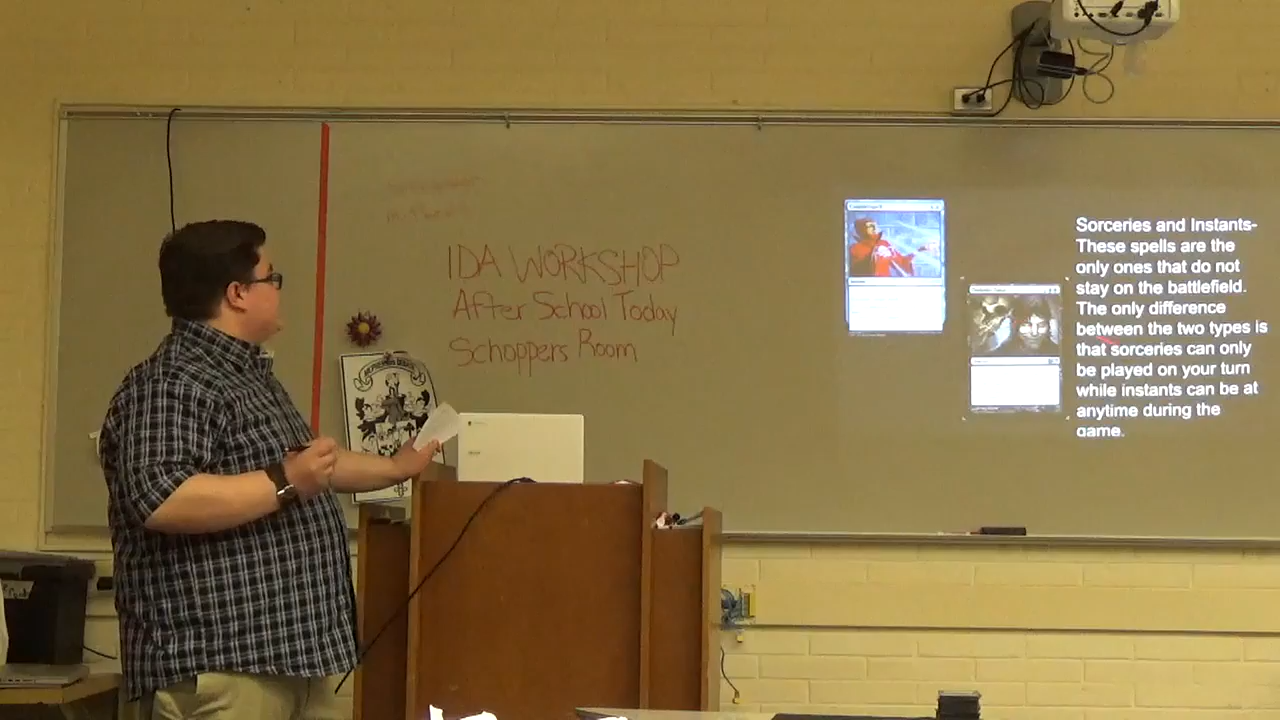 IDA WORKSHOP
After School Today
Schoppers Room
Sorceries and Instants-
These spells are the
only ones that do not
stay on the battlefield.
The only difference
between the two types is
that sorceries can only
be played on your turn
while instants can be at
anytime during the
game.